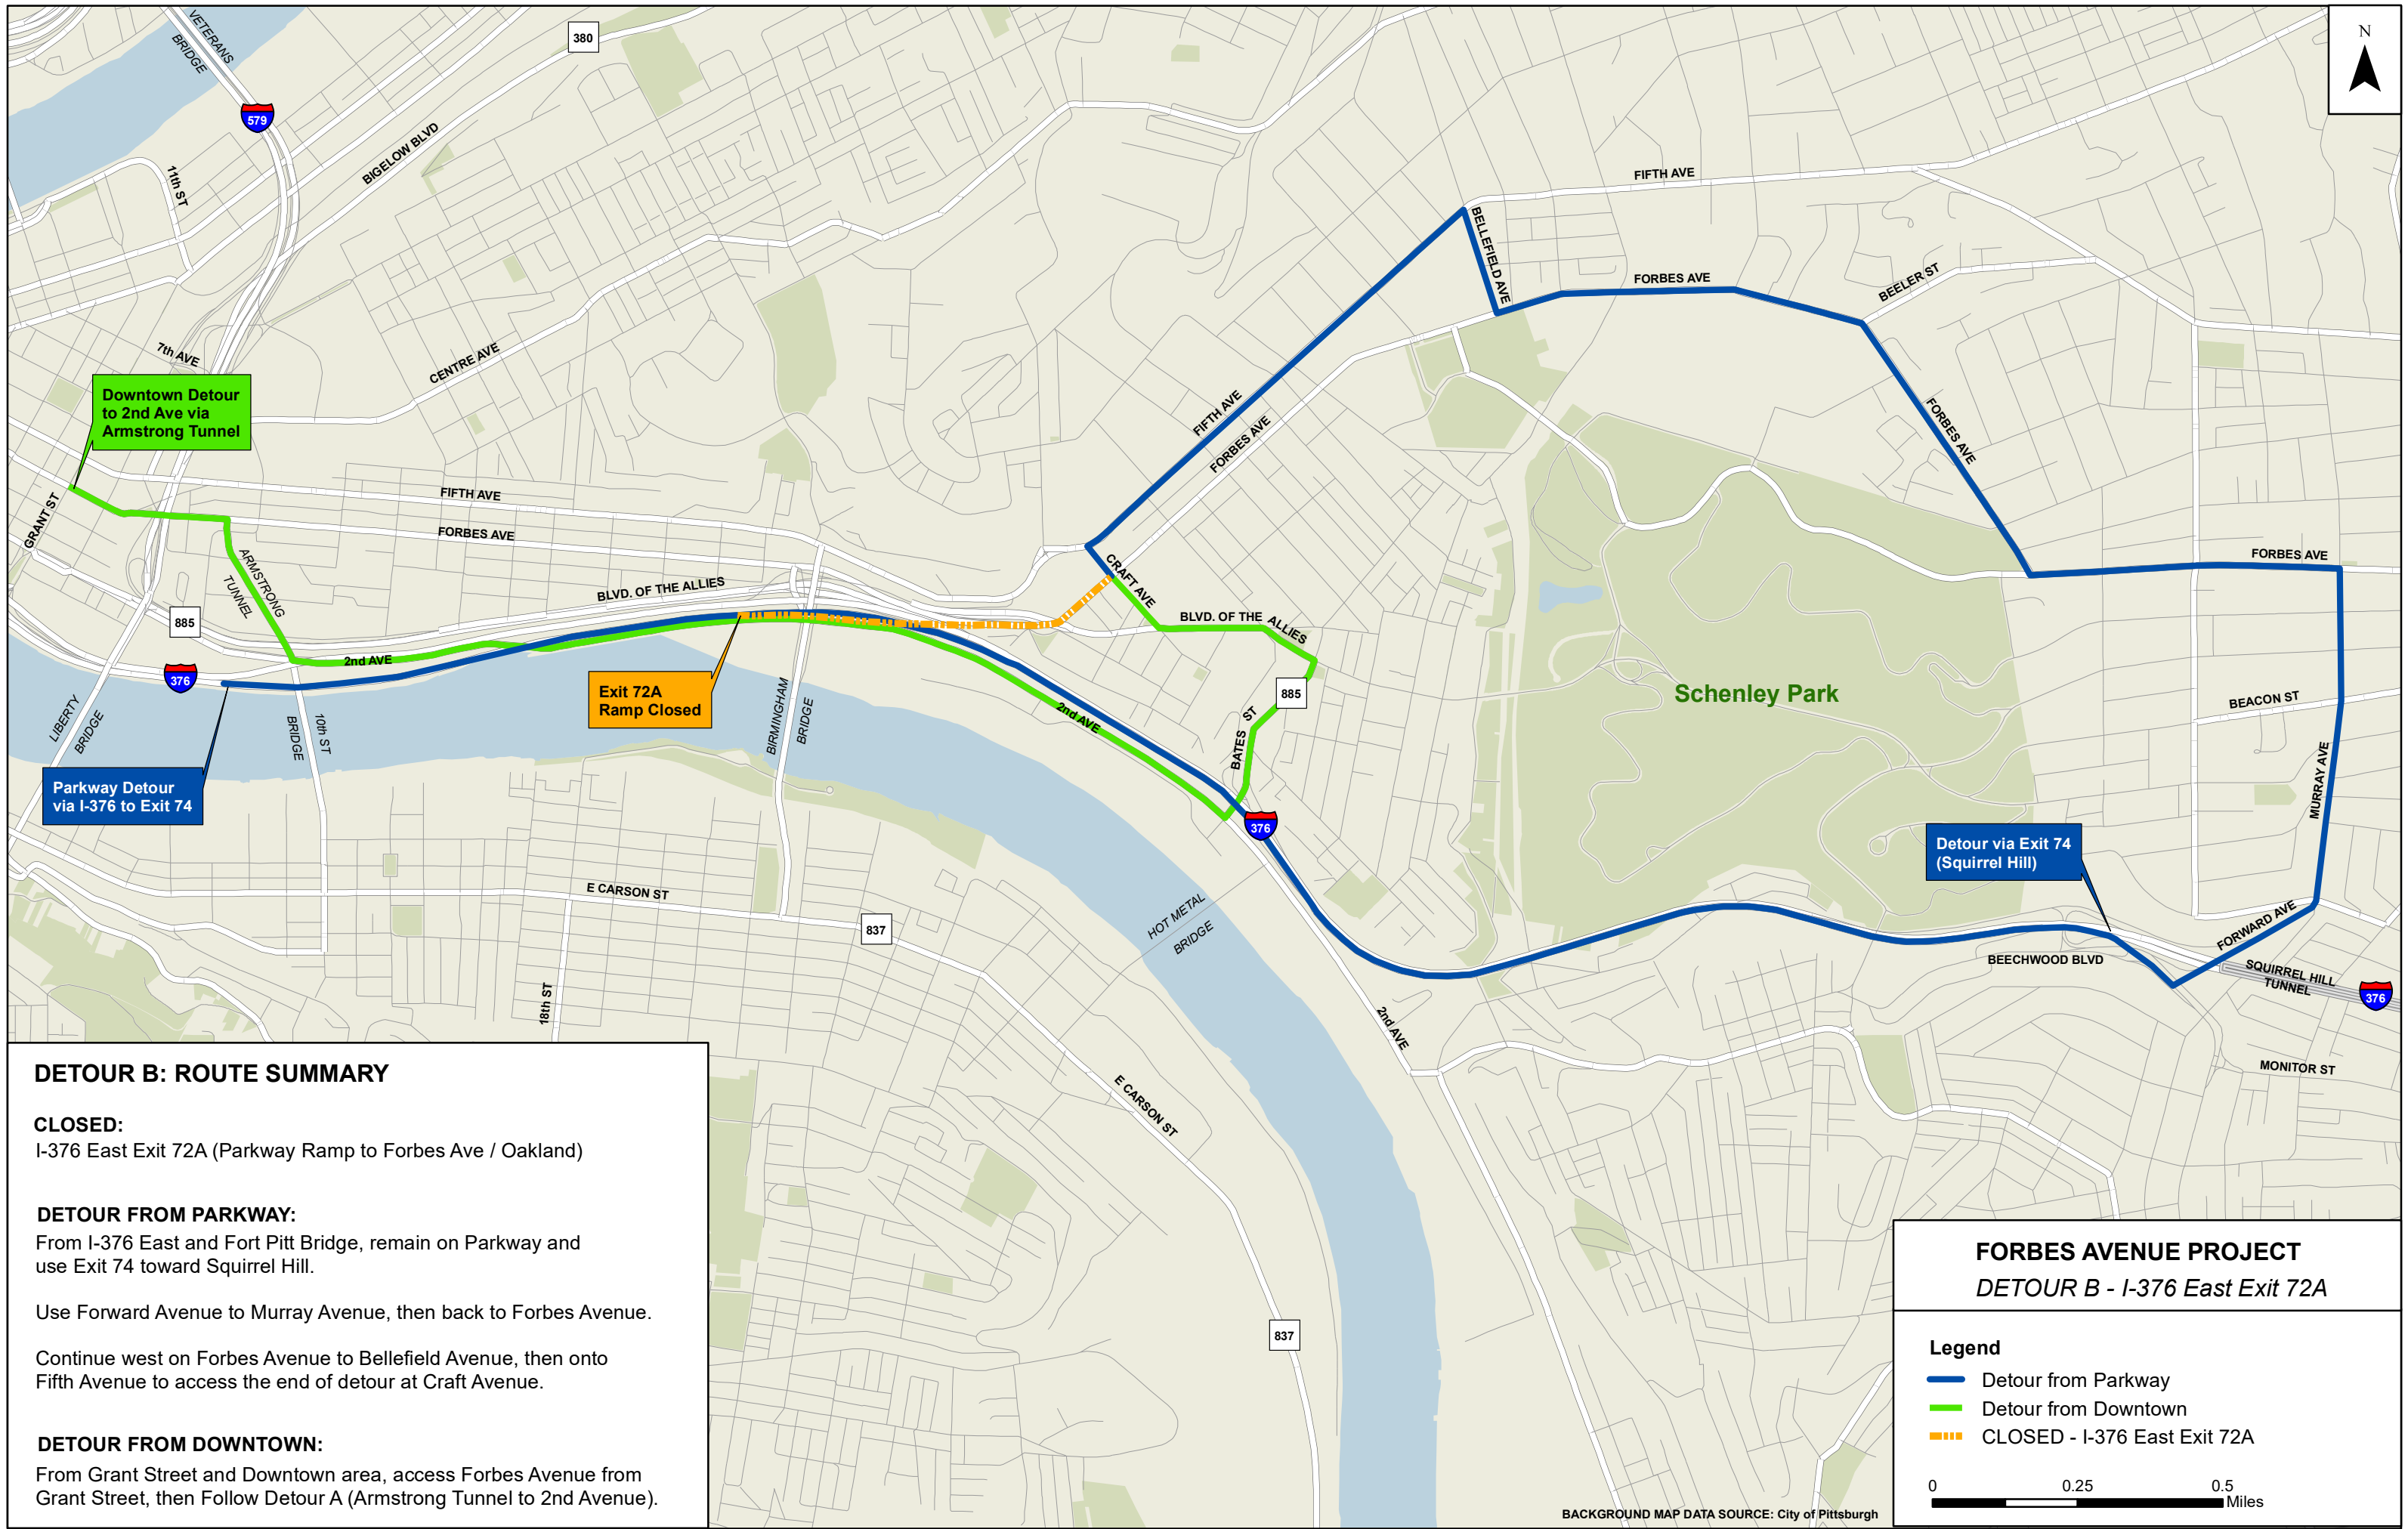 VETERANS
BRIDGE
380
N
579
BIGELOW BLVD
11th ST
FIFTH AVE
BELLEFIELD AVE
FORBES AVE
BEELER ST
7th AVE
CENTRE AVE
Downtown Detour
to 2nd Ave via
Armstrong Tunnel
FIFTH AVE
FORBES AVE
FORBES AVE
GRANT ST
FIFTH AVE
FORBES AVE
ARMSTRONG
TUNNEL
CRAFT AVE
FORBES AVE
BLVD. OF THE ALLIES
885
BLVD. OF THE ALLIES
2nd AVE
376
Exit 72A
Ramp Closed
885
Schenley Park
BEACON ST
LIBERTY
BRIDGE
10th ST
BRIDGE
BIRMINGHAM
BRIDGE
2nd AVE
BATES ST
MURRAY AVE
Parkway Detour
via I-376 to Exit 74
376
Detour via Exit 74
(Squirrel Hill)
E CARSON ST
837
HOT METAL
BRIDGE
FORWARD AVE
BEECHWOOD BLVD
SQUIRREL HILL
TUNNEL
376
18th ST
2nd AVE
MONITOR ST
E CARSON ST
837
DETOUR B: ROUTE SUMMARY
CLOSED:
I-376 East Exit 72A (Parkway Ramp to Forbes Ave / Oakland)
DETOUR FROM PARKWAY:
From I-376 East and Fort Pitt Bridge, remain on Parkway and
use Exit 74 toward Squirrel Hill.
Use Forward Avenue to Murray Avenue, then back to Forbes Avenue.
Continue west on Forbes Avenue to Bellefield Avenue, then onto
Fifth Avenue to access the end of detour at Craft Avenue.
DETOUR FROM DOWNTOWN:
From Grant Street and Downtown area, access Forbes Avenue from
Grant Street, then Follow Detour A (Armstrong Tunnel to 2nd Avenue).
FORBES AVENUE PROJECT
DETOUR B - I-376 East Exit 72A
Legend
Detour from Parkway
Detour from Downtown
CLOSED - I-376 East Exit 72A
0 0.25 0.5
Miles
BACKGROUND MAP DATA SOURCE: City of Pittsburgh